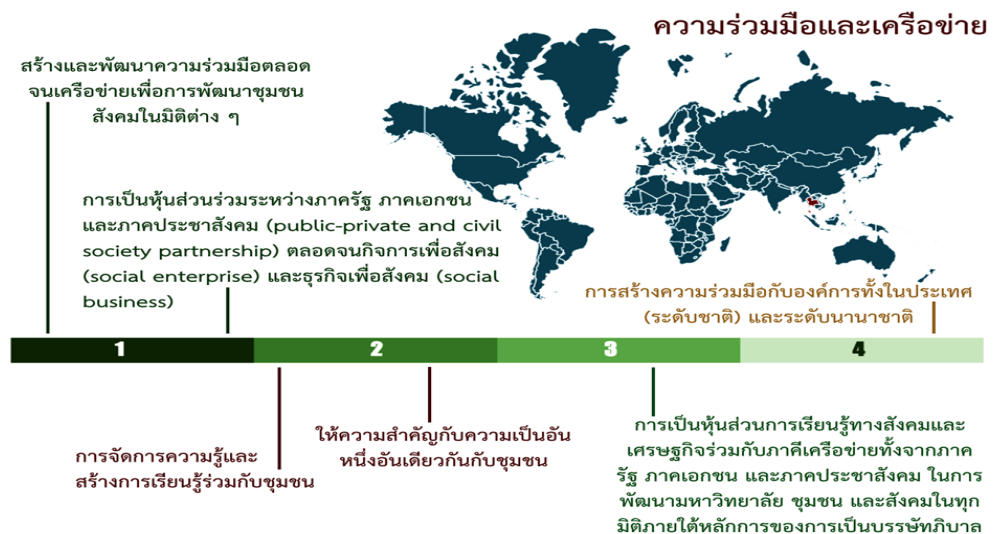 ความร่วมมือและเครือข่าย
สร้างและพัฒนาความร่วมมือตลอด
จนเครือข่ายเพื่อการพัฒนาชุมชน
สังคมในมิติต่าง ๆ
การเป็นหุ้นส่วนร่วมระหว่างภาครัฐ ภาคเอกชน
และภาคประชาสังคม (public-private and civil
society partnership) ตลอดจนกิจการเพื่อสังคม
(social enterprise) และธุรกิจเพื่อสังคม (social
business)
การสร้างความร่วมมือกับองค์การทั้งในประเทศ
(ระดับชาติ) และระดับนานาชาติ
1
2
3
4
การจัดการความรู้และ
สร้างการเรียนรู้ร่วมกับชุมชน
ให้ความสำคัญกับความเป็นอัน
หนึ่งอันเดียวกันกับชุมชน
การเป็นหุ้นส่วนการเรียนรู้ทางสังคมและ
เศรษฐกิจร่วมกับภาคีเครือข่ายทั้งจากภาค
รัฐ ภาคเอกชน และภาคประชาสังคม ในการ
พัฒนามหาวิทยาลัย ชุมชน และสังคมในทุก
มิติภายใต้หลักการของการเป็นบรรษัทภิบาล